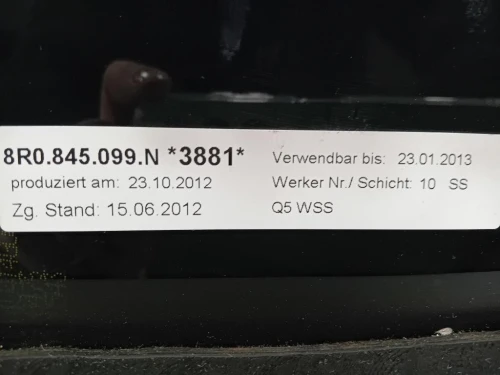 8R0.845.099.N *3881*
produziert am: 23.10.2012
Zg. Stand: 15.06.2012
Verwendbar bis: 23.01.2013
Werker Nr./ Schicht: 10 SS
Q5 WSS